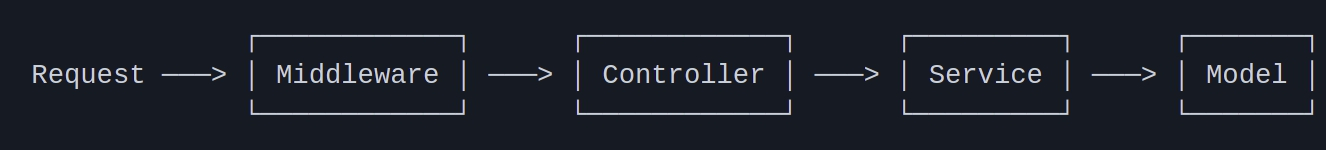 Request ───> │ Middleware │ ───> │ Controller │ ───> │ Service │ ───> │ Model │